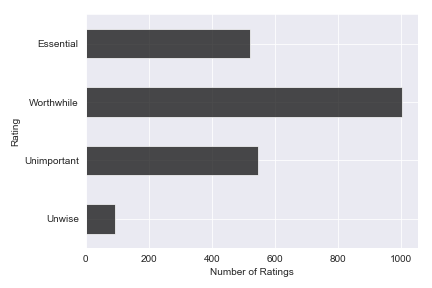 Essential
Worthwhile
Unimportant
Unwise
Rating
0 200 400 600 800 1000
Number of Ratings